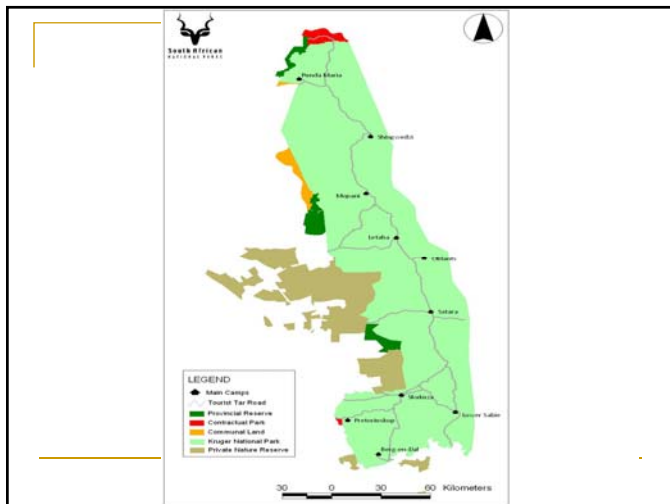 South African
NATIONAL PARKS
Punda Maria
Shingwedzi
Mopani
Letaba
Olifants
Satara
Skukuza
Lower Sabie
Pretoriuskop
Berg-en-Dal
LEGEND
Main Camps
Tourist Tar Road
Provincial Reserve
Contractual Park
Communal Land
Kruger National Park
Private Nature Reserve
30 0 30 60 Kilometers